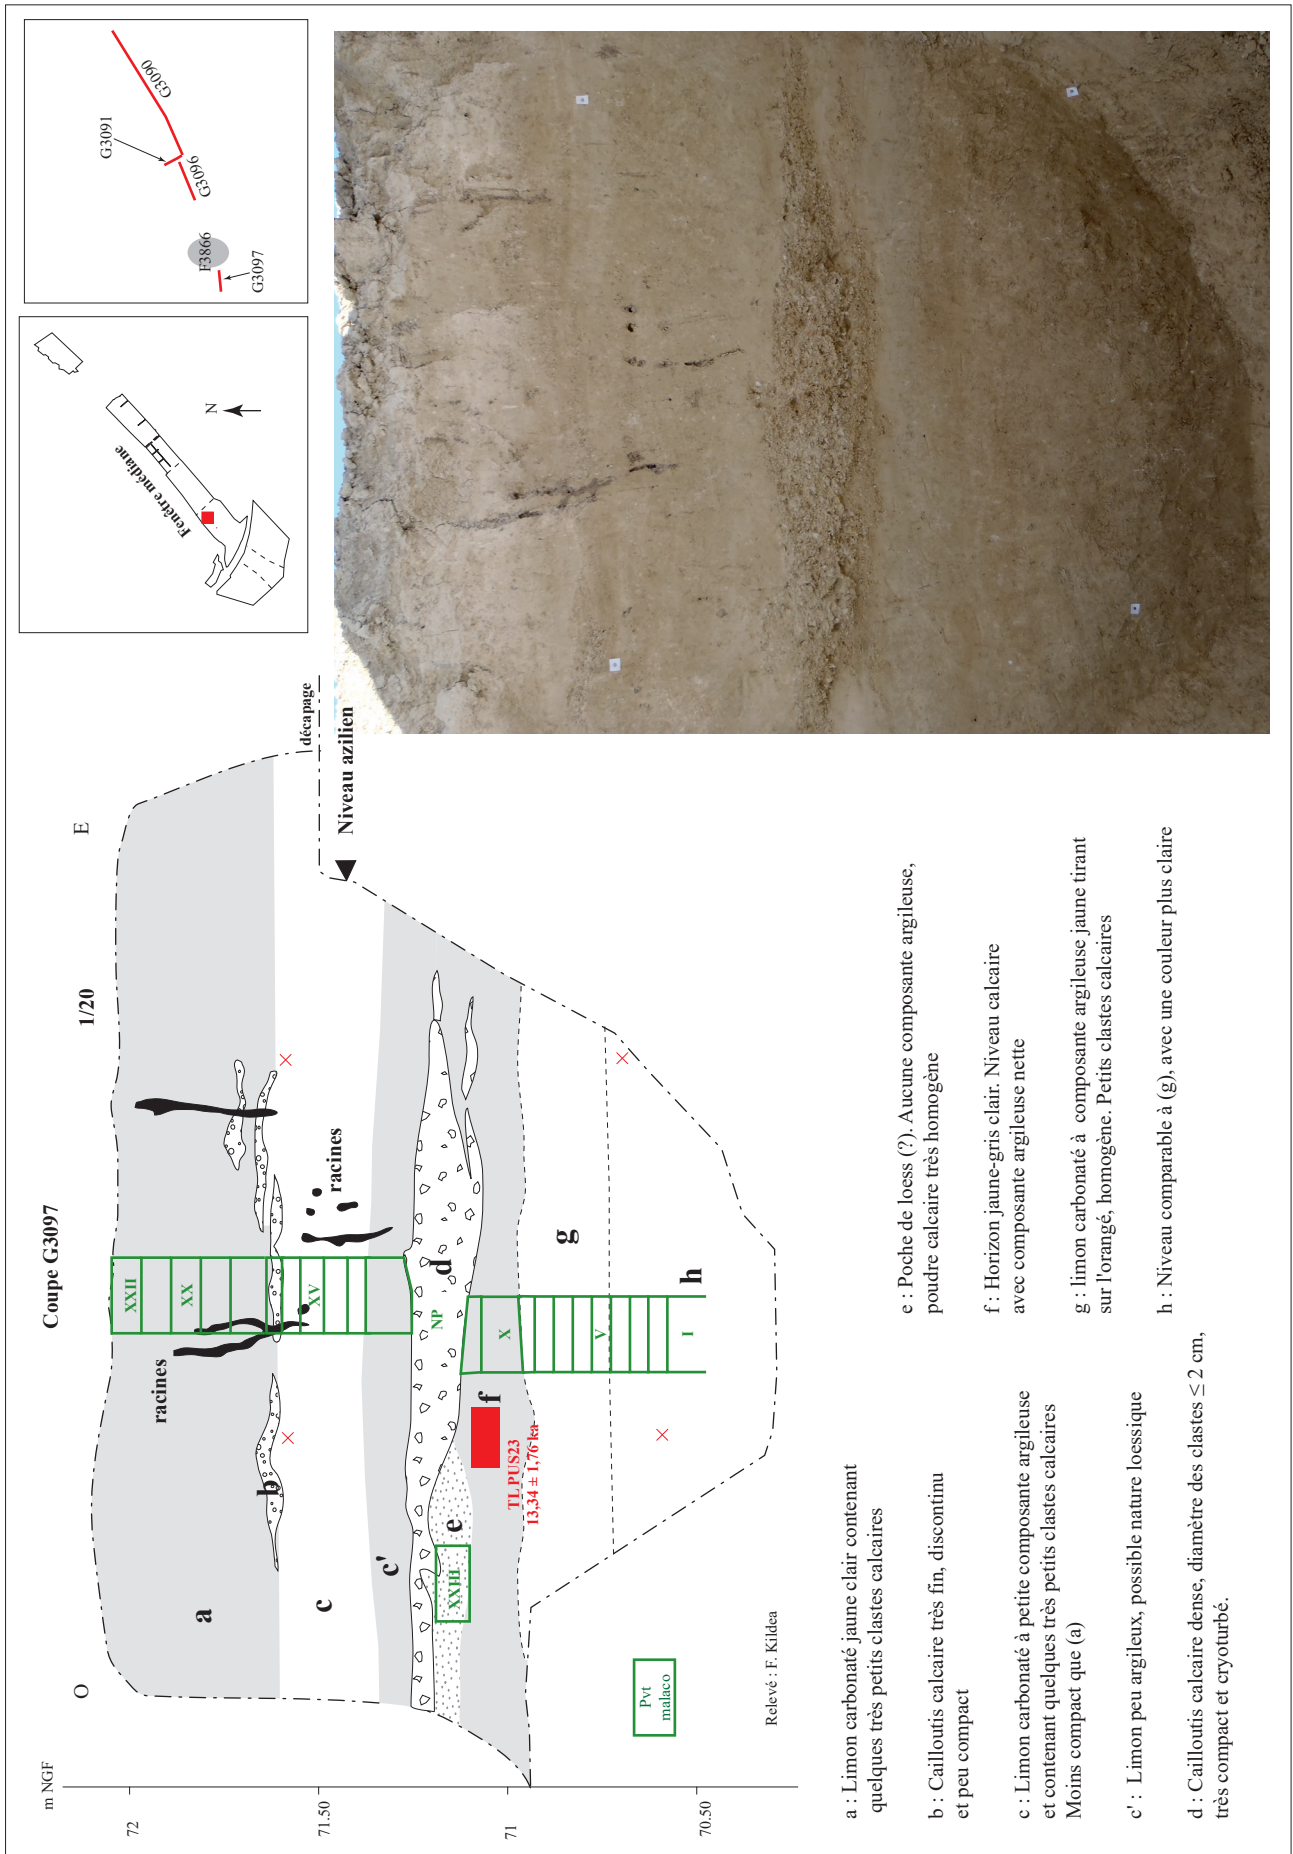 Coupe G3097
1/20
O
E
m NGF
72
71.50
71
70.50
a
b
c
c'
d
e
f
g
h
racines
racines
XXII
XX
XV
NP
X
V
I
XXIII
TL PUS23
13,34 ± 1,76 ka
décapage
Niveau azilien
Pvt
malaco
Relevé : F. Kildea
Fenêtre médiane
N
G3091
G3090
G3096
F3866
G3097
a : Limon carbonaté jaune clair contenant
quelques très petits clastes calcaires
b : Cailloutis calcaire très fin, discontinu
et peu compact
c : Limon carbonaté à petite composante argileuse
et contenant quelques très petits clastes calcaires
Moins compact que (a)
c' : Limon peu argileux, possible nature loessique
d : Cailloutis calcaire dense, diamètre des clastes ≤ 2 cm,
très compact et cryoturbé.
e : Poche de loess (?). Aucune composante argileuse,
poudre calcaire très homogène
f : Horizon jaune-gris clair. Niveau calcaire
avec composante argileuse nette
g : limon carbonaté à composante argileuse jaune tirant
sur l'orangé, homogène. Petits clastes calcaires
h : Niveau comparable à (g), avec une couleur plus claire